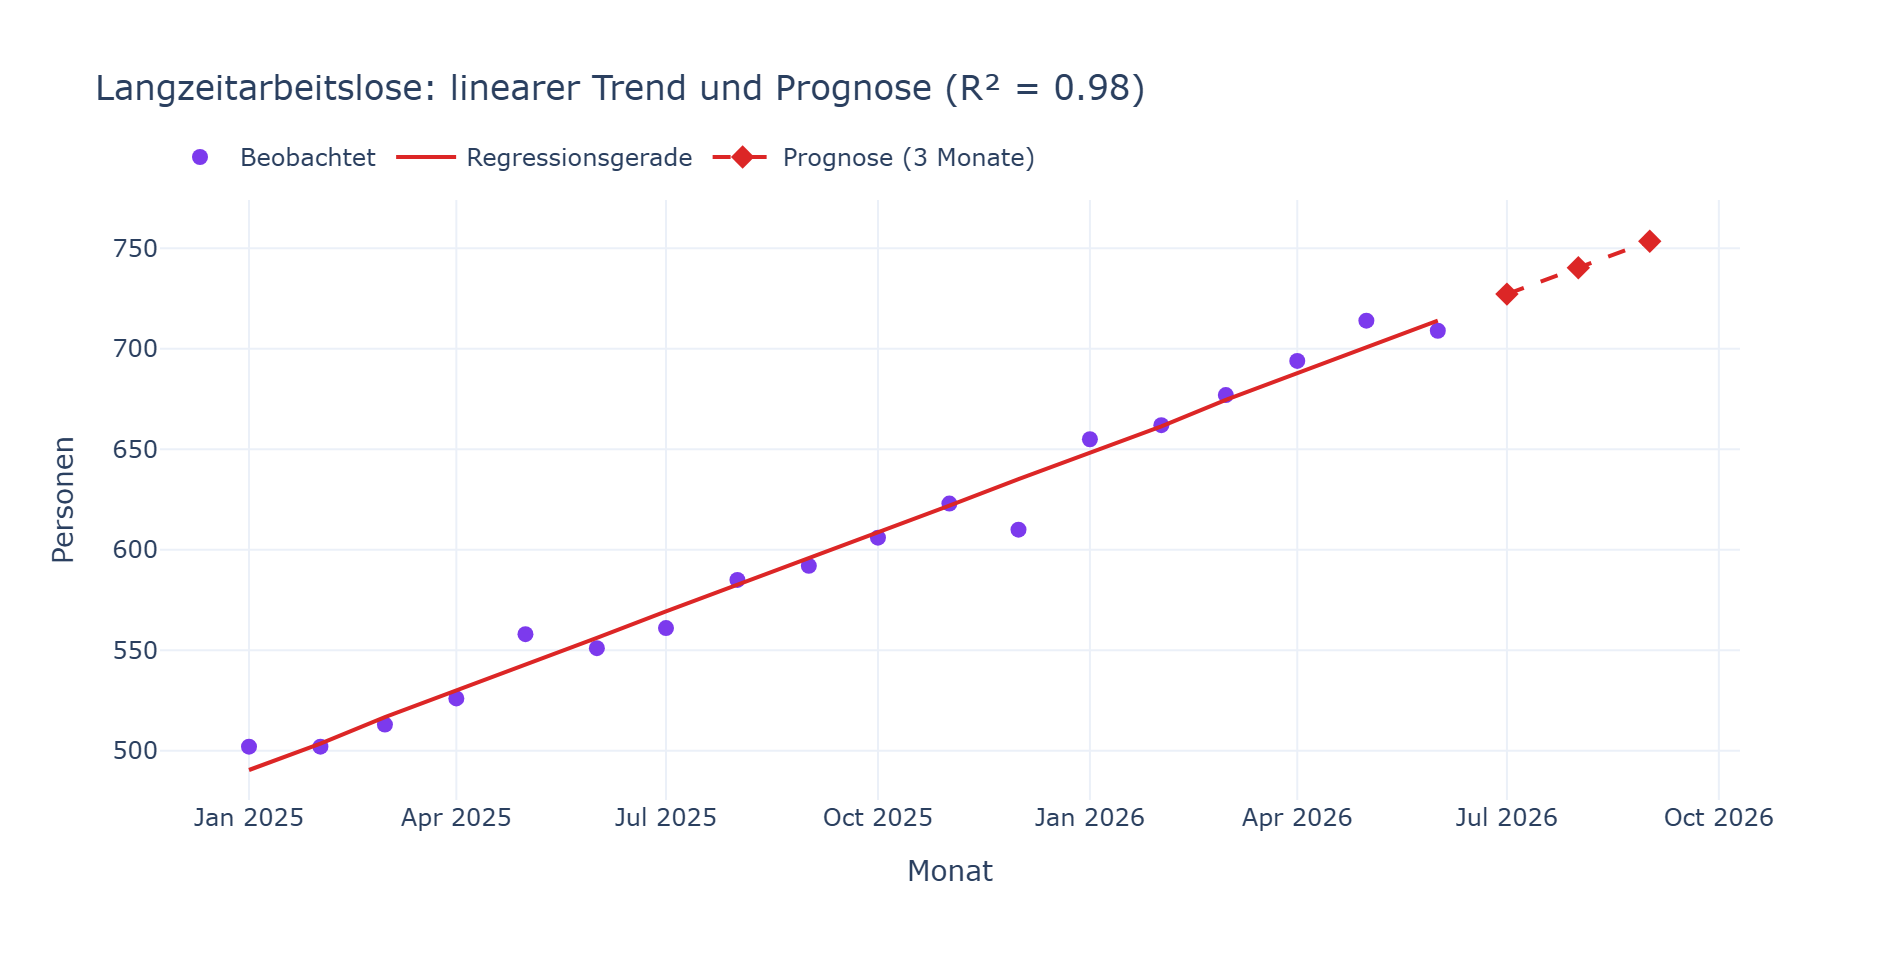 Langzeitarbeitslose: linearer Trend und Prognose (R² = 0.98)
Beobachtet Regressionsgerade Prognose (3 Monate)
750
700
650
600
550
500
Personen
Jan 2025 Apr 2025 Jul 2025 Oct 2025 Jan 2026 Apr 2026 Jul 2026 Oct 2026
Monat